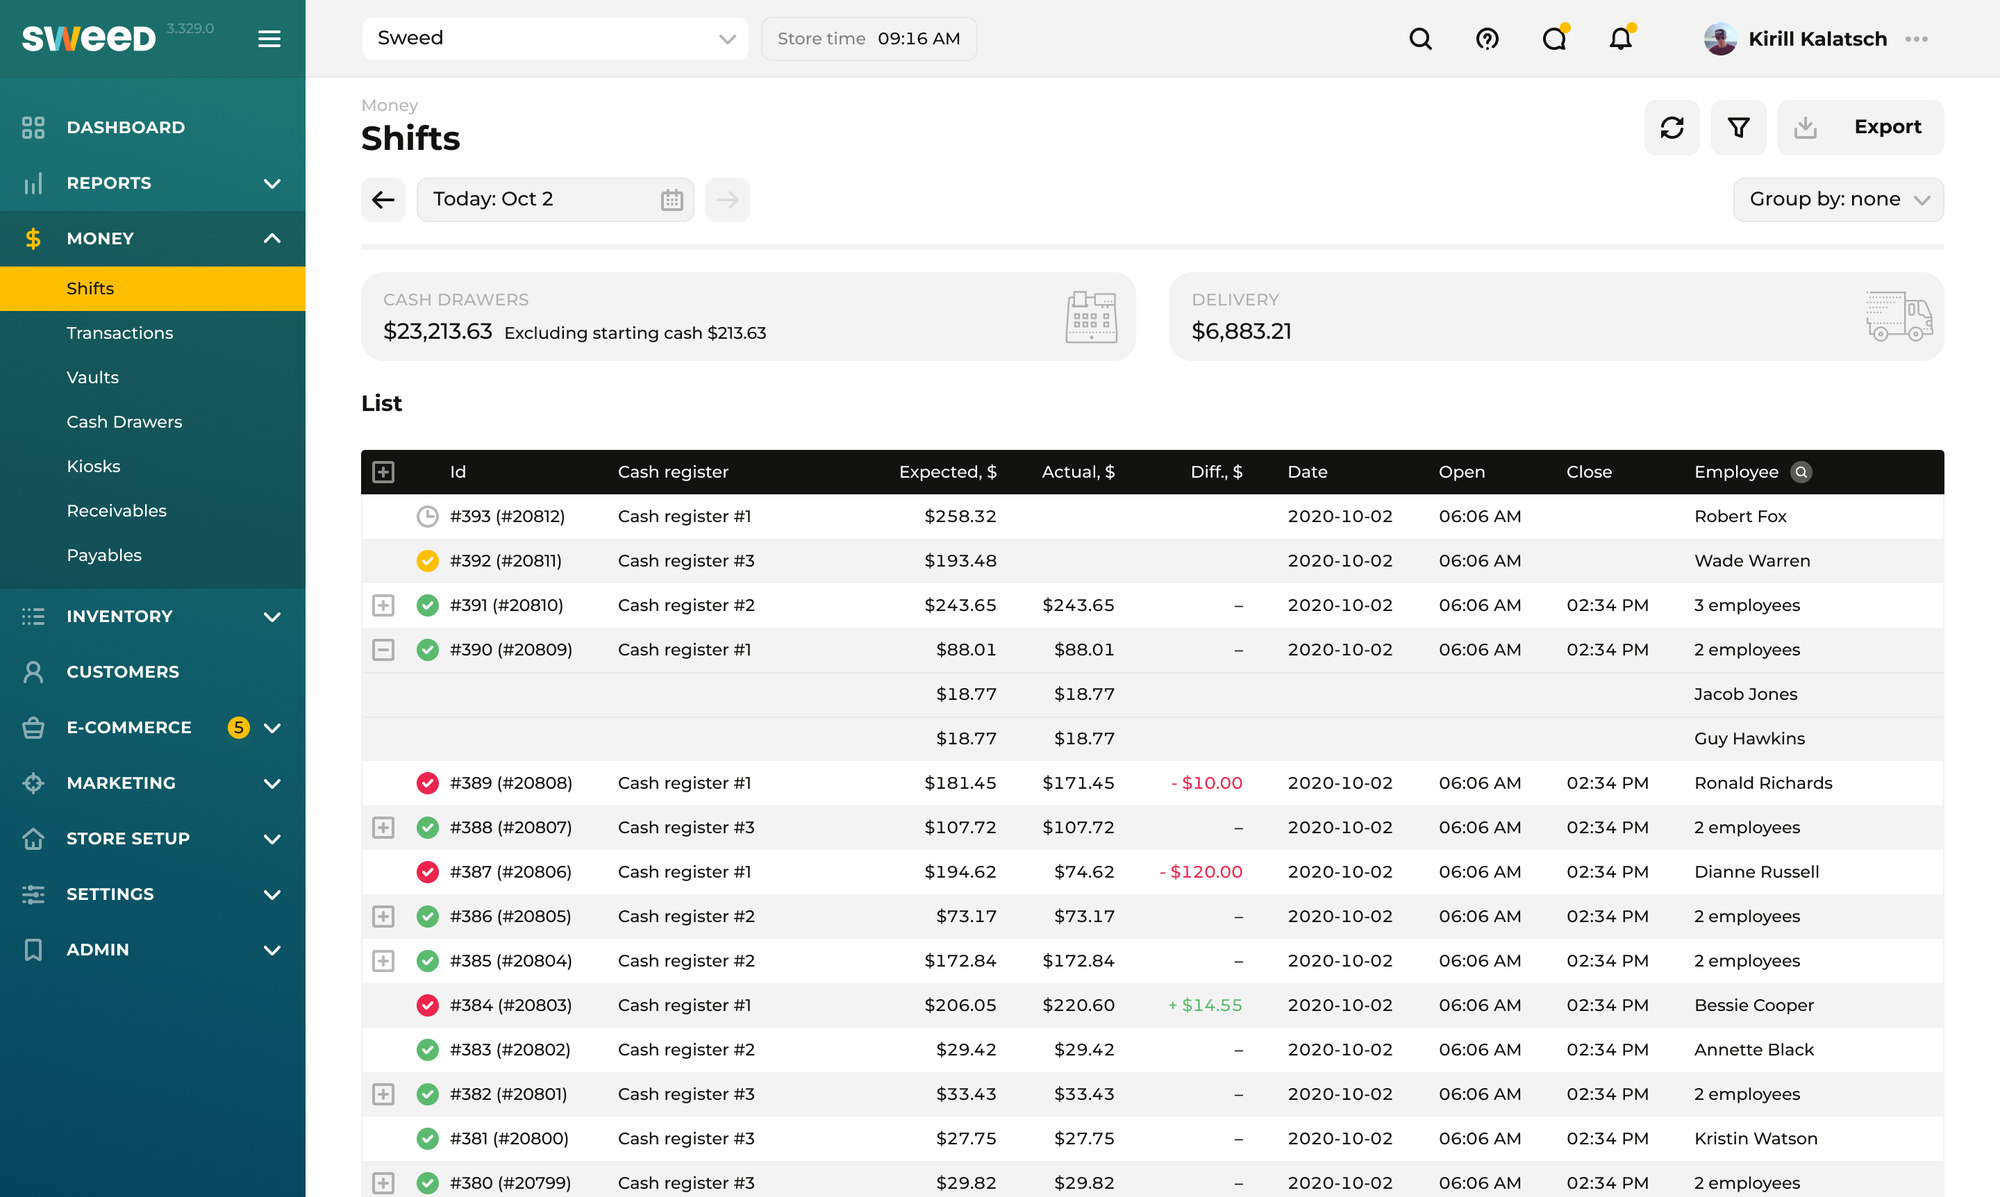 SWEED 3.329.0
Sweed
Store time 09:16 AM
Kirill Kalatsch
DASHBOARD
REPORTS
MONEY
Shifts
Transactions
Vaults
Cash Drawers
Kiosks
Receivables
Payables
INVENTORY
CUSTOMERS
E-COMMERCE 5
MARKETING
STORE SETUP
SETTINGS
ADMIN
Money
Shifts
Export
Today: Oct 2
Group by: none
CASH DRAWERS
$23,213.63 Excluding starting cash $213.63
DELIVERY
$6,883.21
List
Id Cash register Expected, $ Actual, $ Diff., $ Date Open Close Employee
#393 (#20812) Cash register #1 $258.32 2020-10-02 06:06 AM Robert Fox
#392 (#20811) Cash register #3 $193.48 2020-10-02 06:06 AM Wade Warren
#391 (#20810) Cash register #2 $243.65 $243.65 – 2020-10-02 06:06 AM 02:34 PM 3 employees
#390 (#20809) Cash register #1 $88.01 $88.01 – 2020-10-02 06:06 AM 02:34 PM 2 employees
$18.77 $18.77 Jacob Jones
$18.77 $18.77 Guy Hawkins
#389 (#20808) Cash register #1 $181.45 $171.45 - $10.00 2020-10-02 06:06 AM 02:34 PM Ronald Richards
#388 (#20807) Cash register #3 $107.72 $107.72 – 2020-10-02 06:06 AM 02:34 PM 2 employees
#387 (#20806) Cash register #1 $194.62 $74.62 - $120.00 2020-10-02 06:06 AM 02:34 PM Dianne Russell
#386 (#20805) Cash register #2 $73.17 $73.17 – 2020-10-02 06:06 AM 02:34 PM 2 employees
#385 (#20804) Cash register #2 $172.84 $172.84 – 2020-10-02 06:06 AM 02:34 PM 2 employees
#384 (#20803) Cash register #1 $206.05 $220.60 + $14.55 2020-10-02 06:06 AM 02:34 PM Bessie Cooper
#383 (#20802) Cash register #2 $29.42 $29.42 – 2020-10-02 06:06 AM 02:34 PM Annette Black
#382 (#20801) Cash register #3 $33.43 $33.43 – 2020-10-02 06:06 AM 02:34 PM 2 employees
#381 (#20800) Cash register #3 $27.75 $27.75 – 2020-10-02 06:06 AM 02:34 PM Kristin Watson
#380 (#20799) Cash register #3 $29.82 $29.82 – 2020-10-02 06:06 AM 02:34 PM 2 employees